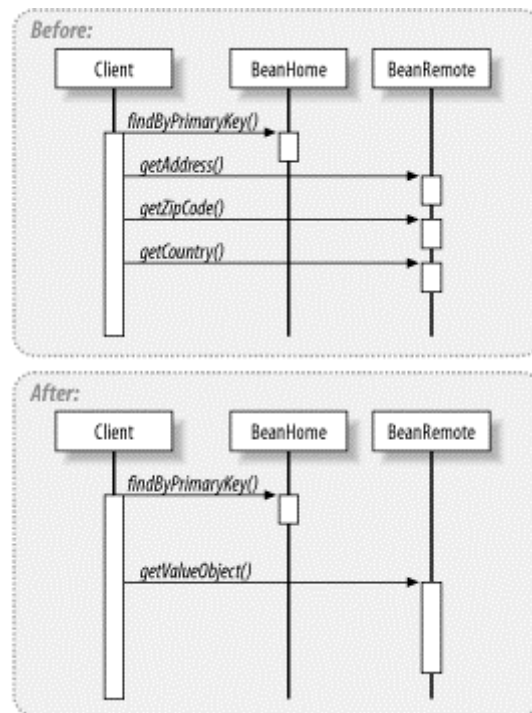 Before:
Client BeanHome BeanRemote
findByPrimaryKey()
getAddress()
getZipCode()
getCountry()
After:
Client BeanHome BeanRemote
findByPrimaryKey()
getValueObject()